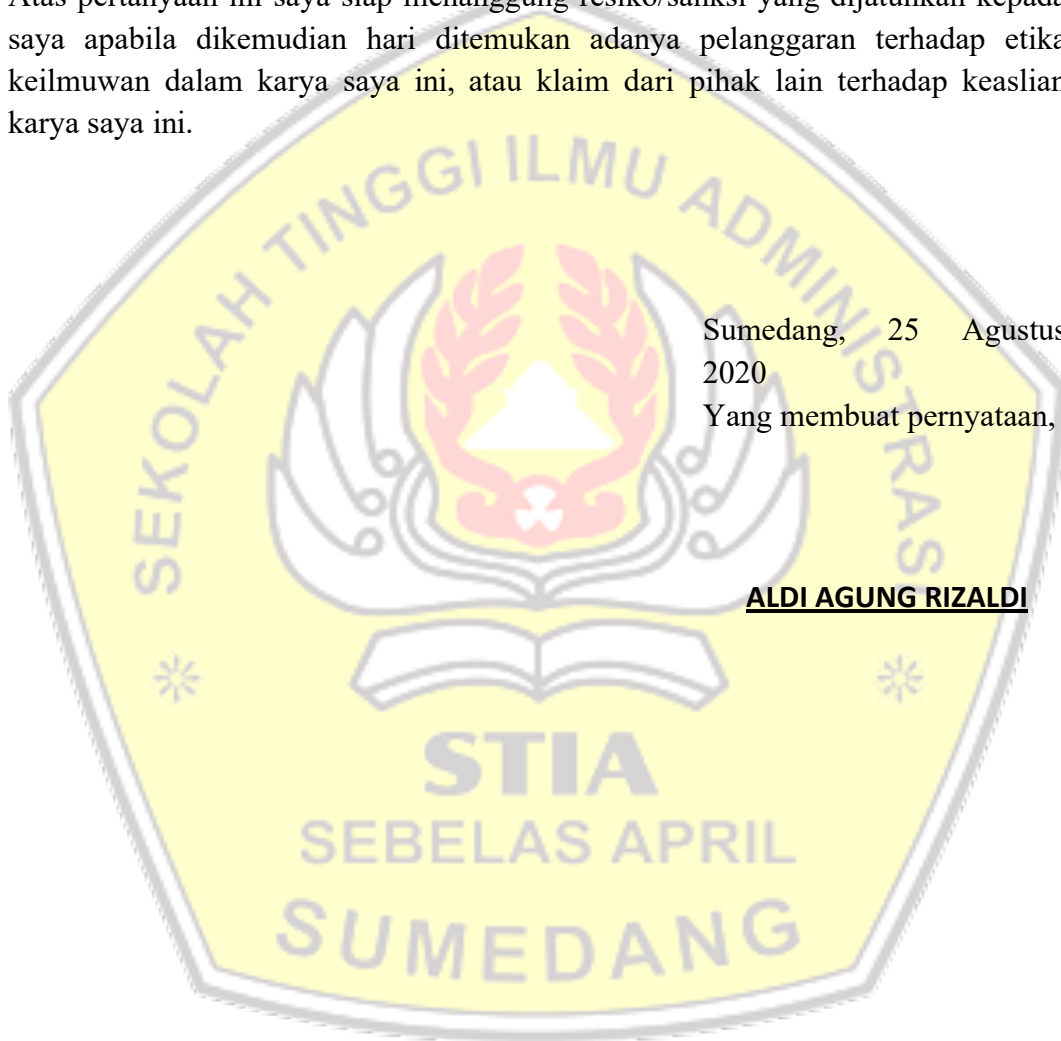 Atas pertanyaan ini saya siap menanggung resiko/sanksi yang dijatuhkan kepada
saya apabila dikemudian hari ditemukan adanya pelanggaran terhadap etika
keilmuwan dalam karya saya ini, atau klaim dari pihak lain terhadap keaslian
karya saya ini.
SEKOLAH TINGGI ILMU ADMINISTRASI
Sumedang, 25 Agustus
2020
Yang membuat pernyataan,
ALDI AGUNG RIZALDI
STIA
SEBELAS APRIL
SUMEDANG